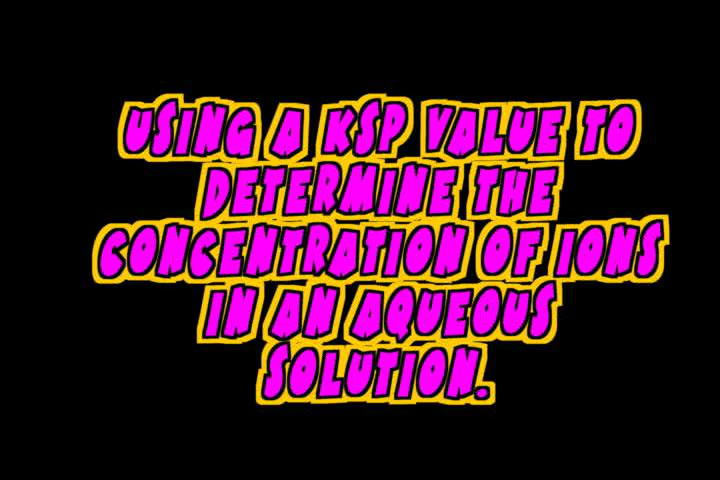 USING A KSP VALUE TO
DETERMINE THE
CONCENTRATION OF IONS
IN AN AQUEOUS
SOLUTION.